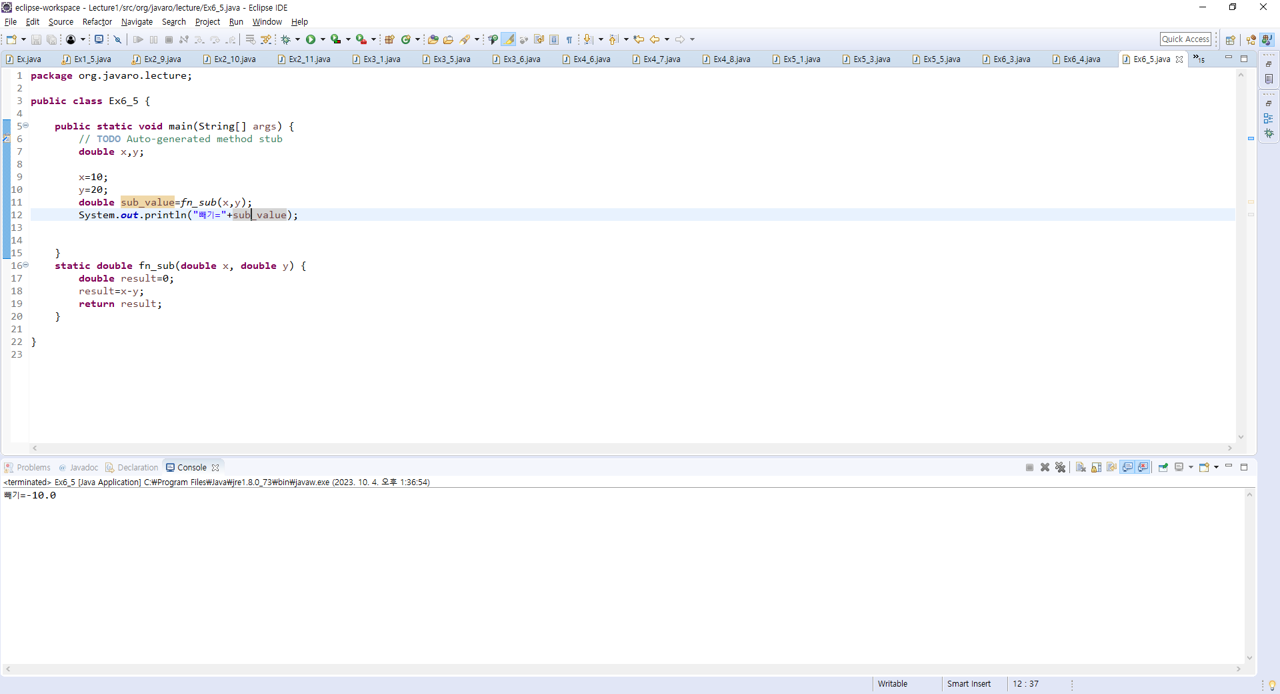 eclipse-workspace - Lecture1/src/org/javaro/lecture/Ex6_5.java - Eclipse IDE
File Edit Source Refactor Navigate Search Project Run Window Help
Quick Access
Ex.java Ex1_5.java Ex2_9.java Ex2_10.java Ex2_11.java Ex3_1.java Ex3_5.java Ex3_6.java Ex4_6.java Ex4_7.java Ex4_8.java Ex5_1.java Ex5_3.java Ex5_5.java Ex6_3.java Ex6_4.java Ex6_5.java »15
1 package org.javaro.lecture;
2
3 public class Ex6_5 {
4
5 public static void main(String[] args) {
6 // TODO Auto-generated method stub
7 double x,y;
8
9 x=10;
10 y=20;
11 double sub_value=fn_sub(x,y);
12 System.out.println("빼기="+sub_value);
13
14
15 }
16 static double fn_sub(double x, double y) {
17 double result=0;
18 result=x-y;
19 return result;
20 }
21
22 }
23
Problems @ Javadoc Declaration Console
<terminated> Ex6_5 [Java Application] C:₩Program Files₩Java₩jre1.8.0_73₩bin₩javaw.exe (2023. 10. 4. 오후 1:36:54)
빼기=-10.0
Writable Smart Insert 12 : 37